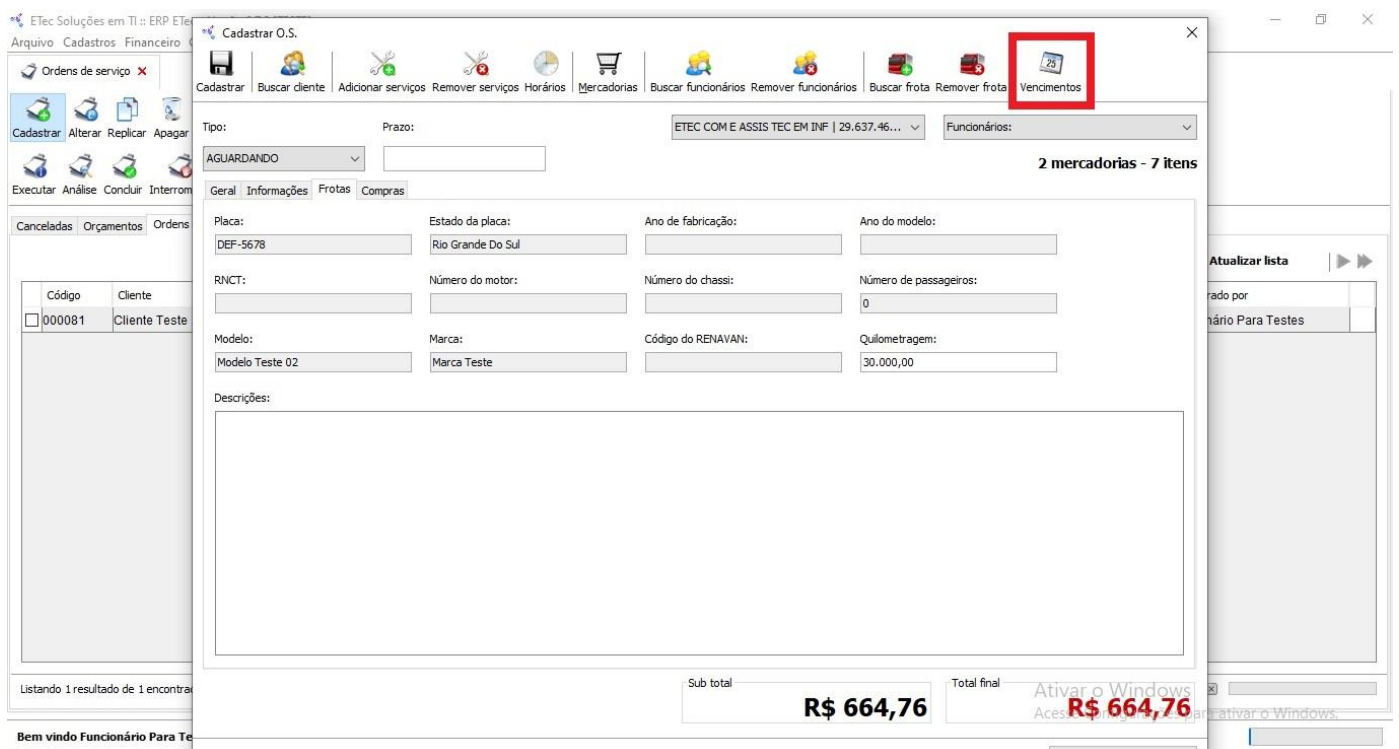 ETec Soluções em TI :: ERP ETec
Arquivo Cadastros Financeiro
Ordens de serviço
Cadastrar Alterar Replicar Apagar
Executar Análise Concluir Interrom
Canceladas Orçamentos Ordens
Código Cliente
000081 Cliente Teste
Listando 1 resultado de 1 encontra
Bem vindo Funcionário Para Te
Cadastrar O.S.
Cadastrar Buscar cliente Adicionar serviços Remover serviços Horários Mercadorias Buscar funcionários Remover funcionários Buscar frota Remover frota Vencimentos
25
Tipo: Prazo: ETEC COM E ASSIS TEC EM INF | 29.637.46... Funcionários:
AGUARDANDO
2 mercadorias - 7 itens
Geral Informações Frotas Compras
Placa: Estado da placa: Ano de fabricação: Ano do modelo:
DEF-5678 Rio Grande Do Sul
RNCT: Número do motor: Número do chassi: Número de passageiros:
0
Modelo: Marca: Código do RENAVAN: Quilometragem:
Modelo Teste 02 Marca Teste 30.000,00
Descrições:
Sub total Total final
R$ 664,76 R$ 664,76
Atualizar lista
rado por
nário Para Testes
Ativar o Windows
para ativar o Windows.